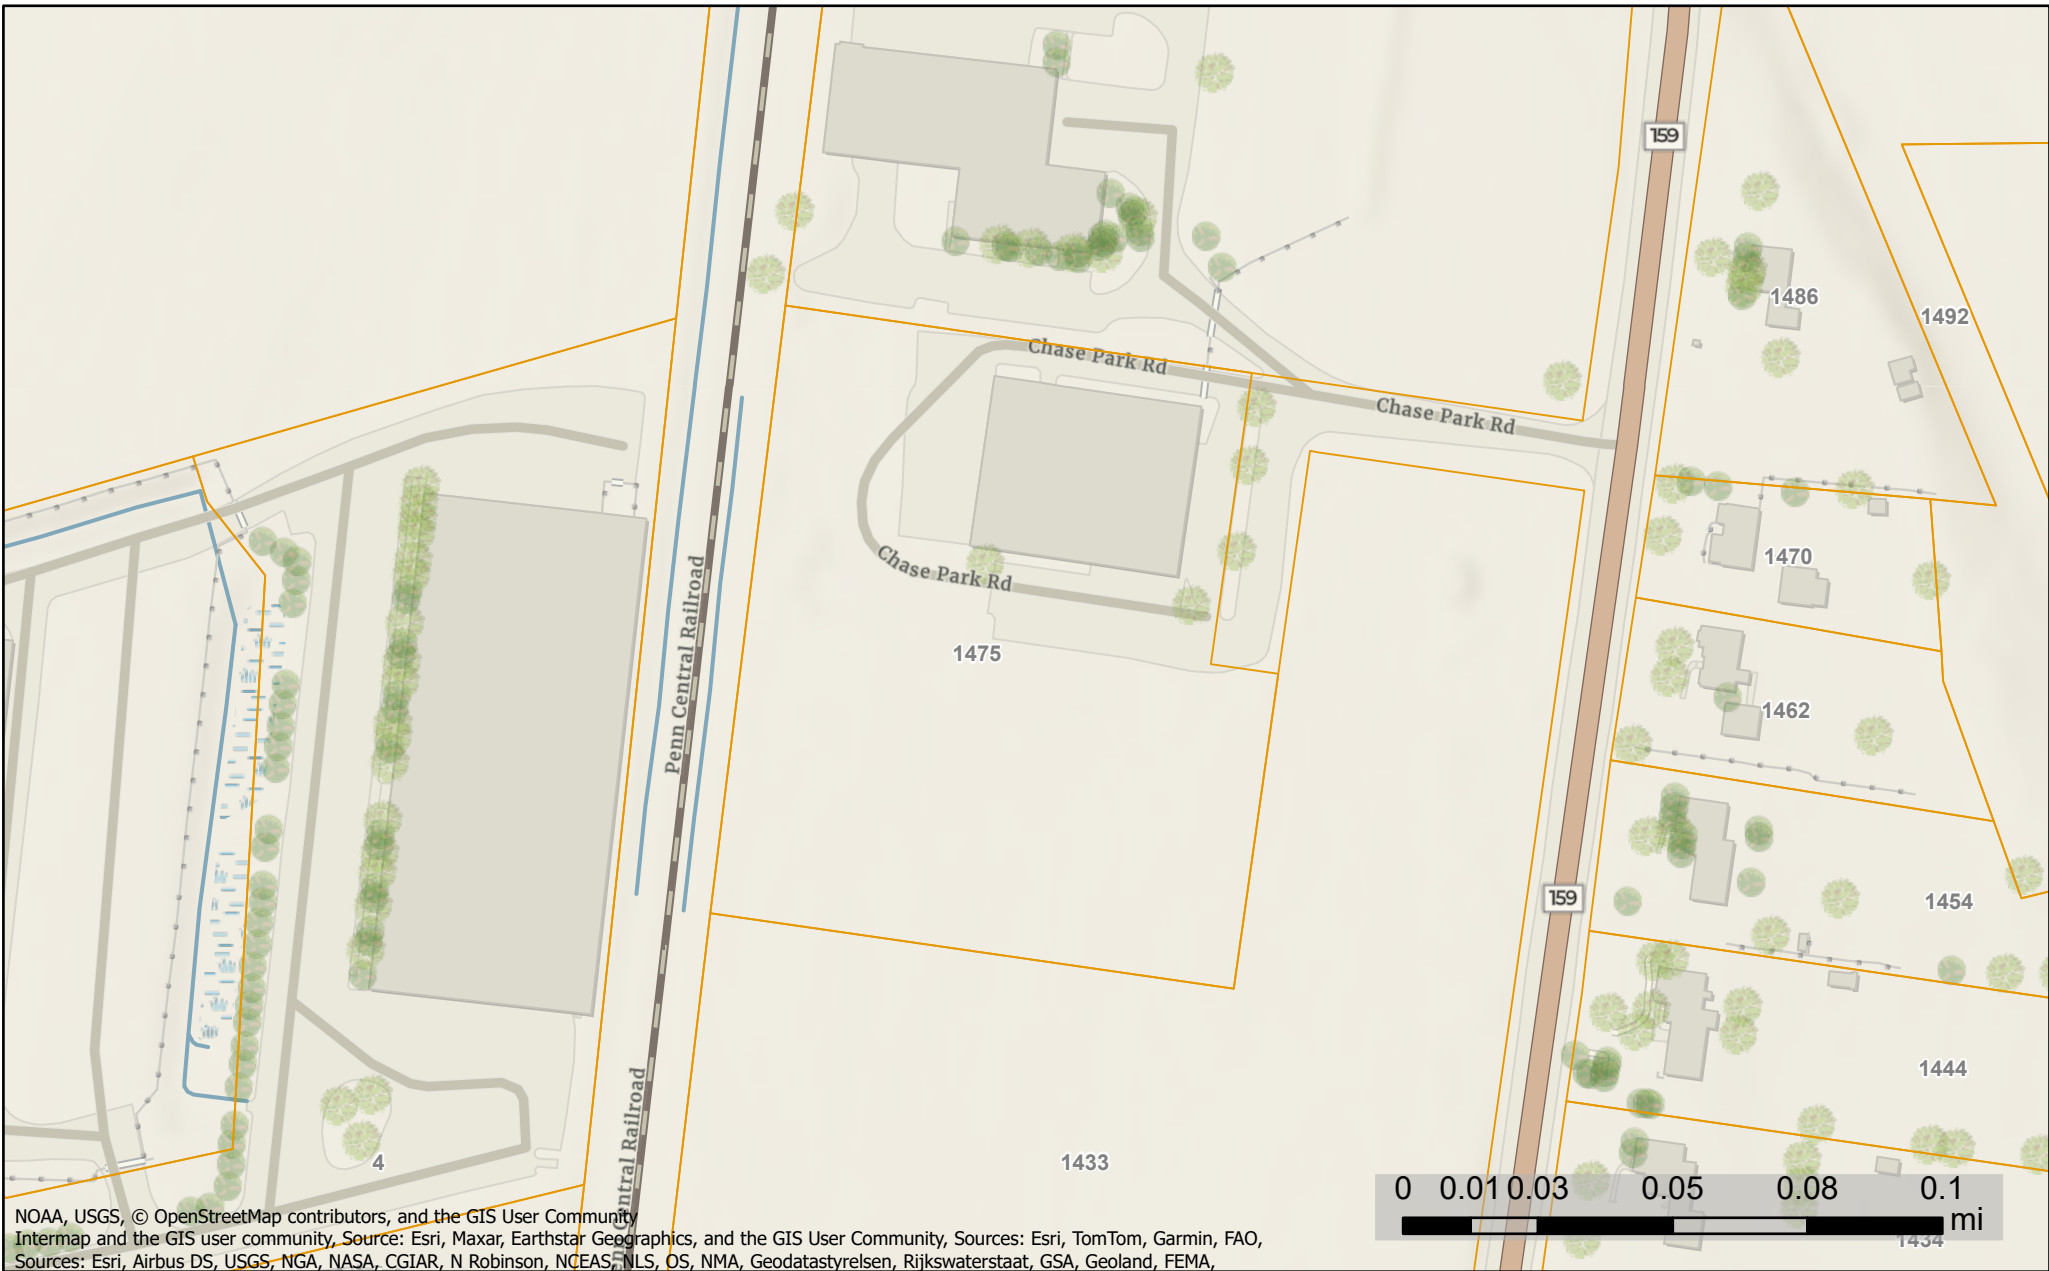 159
1486
1492
Chase Park Rd
Chase Park Rd
1470
Chase Park Rd
Penn Central Railroad
1475
1462
159
1454
1444
Penn Central Railroad
4
1433
0 0.01 0.03 0.05 0.08 0.1
mi
1434
NOAA, USGS, © OpenStreetMap contributors, and the GIS User Community
Intermap and the GIS user community, Source: Esri, Maxar, Earthstar Geographics, and the GIS User Community, Sources: Esri, TomTom, Garmin, FAO,
Sources: Esri, Airbus DS, USGS, NGA, NASA, CGIAR, N Robinson, NCEAS, NLS, OS, NMA, Geodatastyrelsen, Rijkswaterstaat, GSA, Geoland, FEMA,